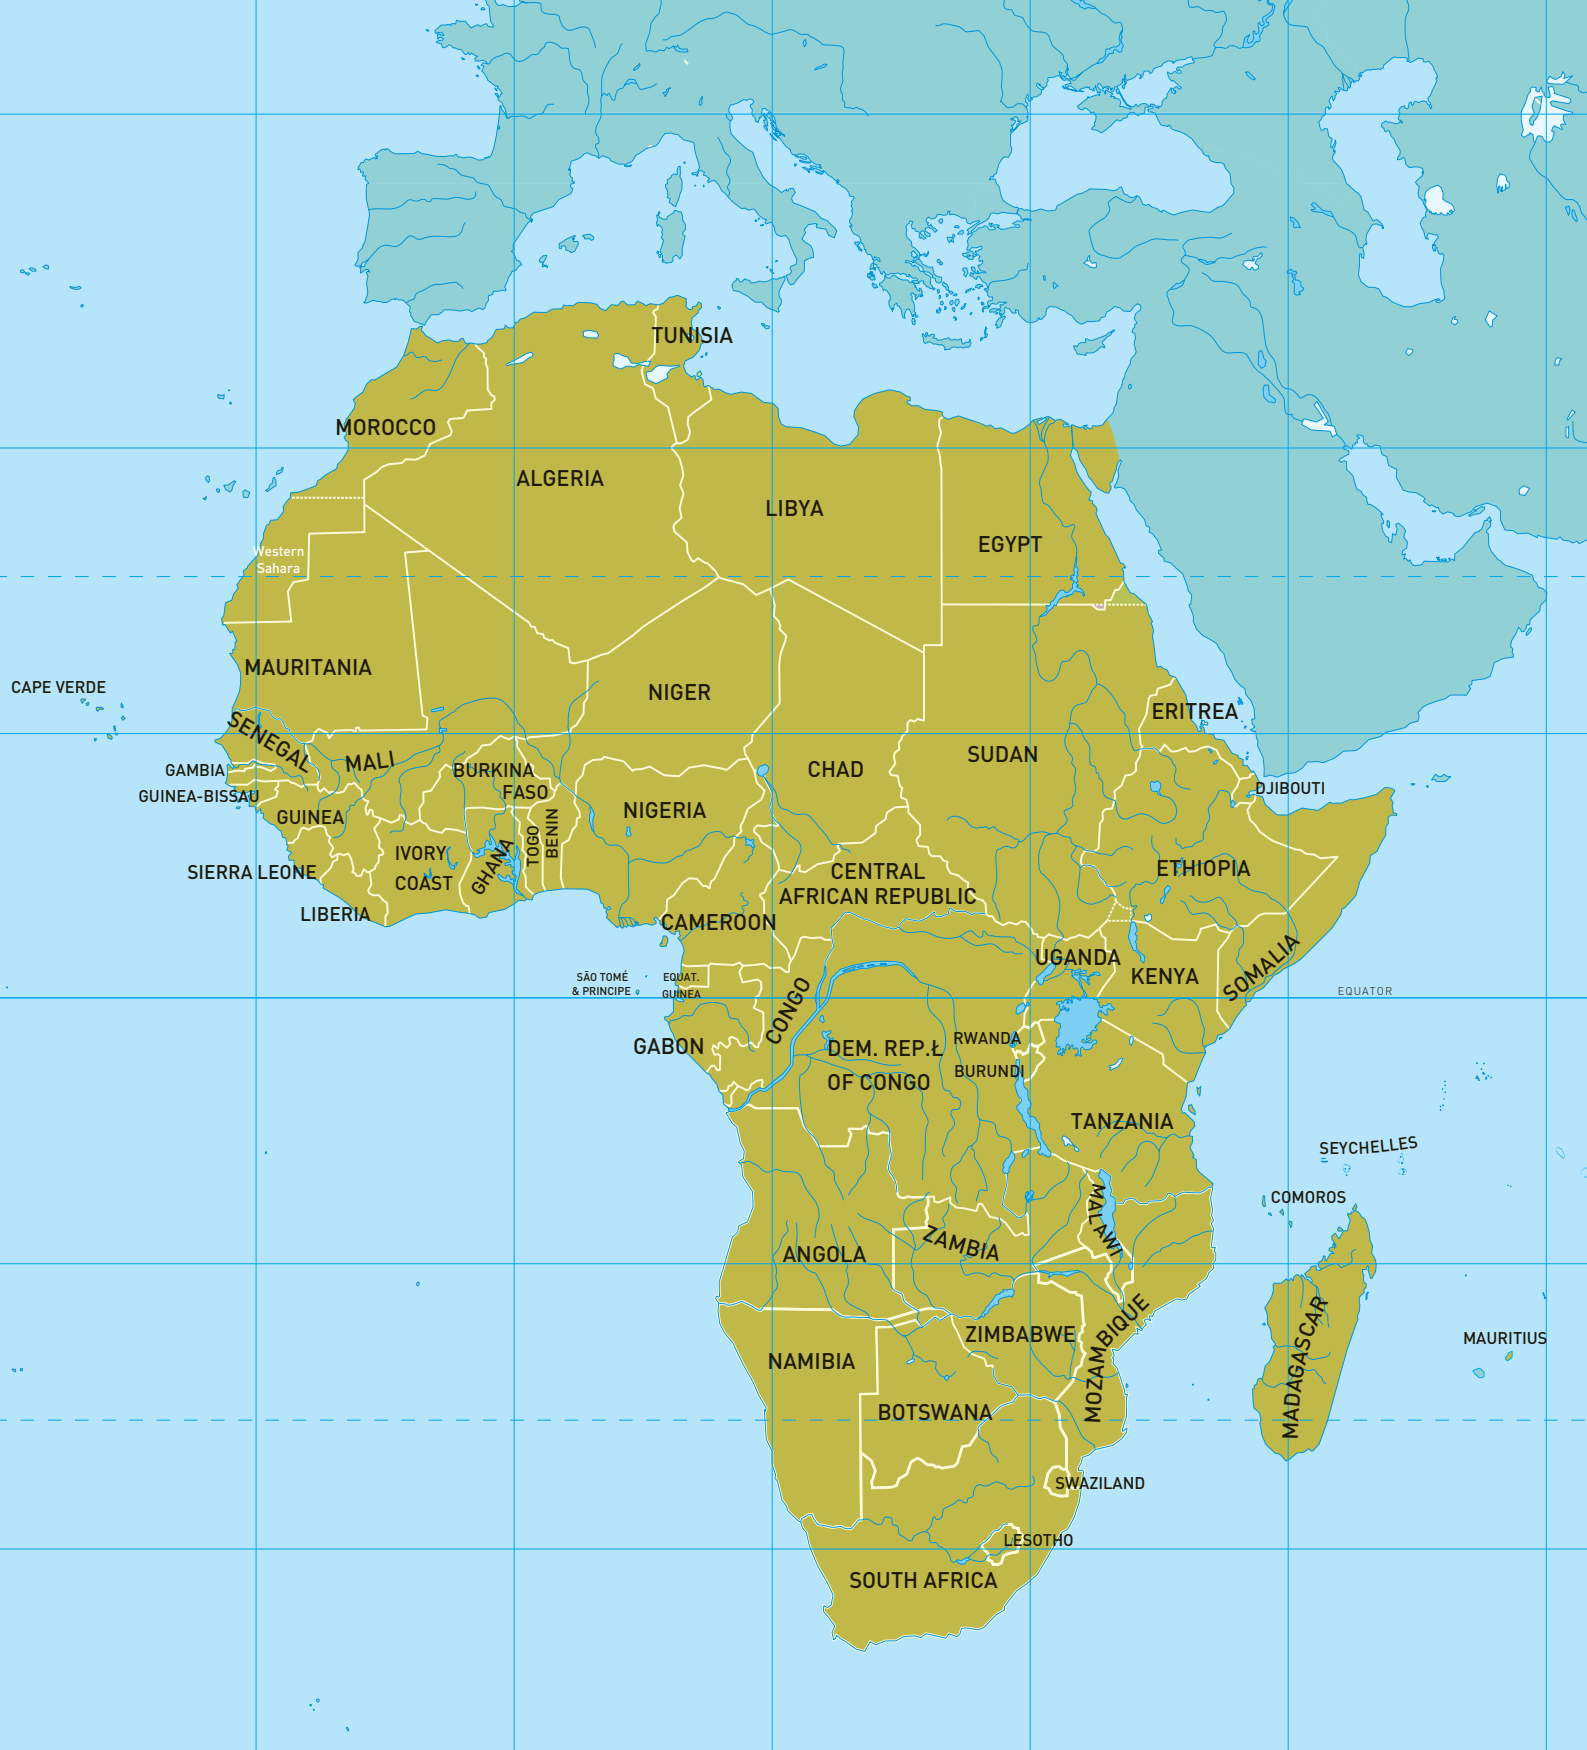 TUNISIA
MOROCCO
ALGERIA
LIBYA
EGYPT
Western
Sahara
MAURITANIA
CAPE VERDE
NIGER
ERITREA
SENEGAL
MALI
SUDAN
GAMBIA
BURKINA
FASO
CHAD
DJIBOUTI
GUINEA-BISSAU
GUINEA
NIGERIA
TOGO
BENIN
IVORY
COAST
GHANA
SIERRA LEONE
CENTRAL
AFRICAN REPUBLIC
ETHIOPIA
LIBERIA
CAMEROON
UGANDA
KENYA
SOMALIA
SÃO TOMÉ
& PRINCIPE
EQUAT.
GUINEA
EQUATOR
CONGO
GABON
DEM. REP.Ł
OF CONGO
RWANDA
BURUNDI
TANZANIA
SEYCHELLES
COMOROS
MALAWI
ANGOLA
ZAMBIA
ZIMBABWE
MOZAMBIQUE
MADAGASCAR
MAURITIUS
NAMIBIA
BOTSWANA
SWAZILAND
LESOTHO
SOUTH AFRICA